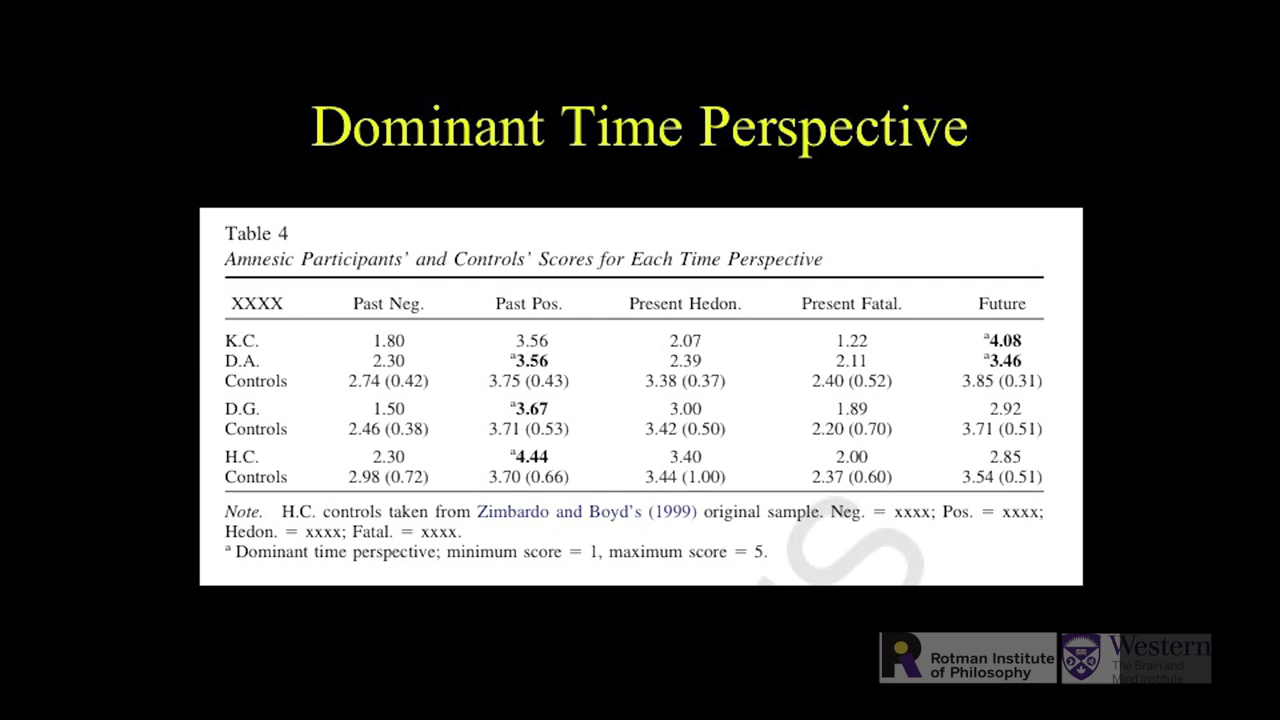 Dominant Time Perspective
Table 4
Amnesic Participants' and Controls' Scores for Each Time Perspective
XXXX Past Neg. Past Pos. Present Hedon. Present Fatal. Future
K.C. 1.80 3.56 2.07 1.22 ᵃ4.08
D.A. 2.30 ᵃ3.56 2.39 2.11 ᵃ3.46
Controls 2.74 (0.42) 3.75 (0.43) 3.38 (0.37) 2.40 (0.52) 3.85 (0.31)
D.G. 1.50 ᵃ3.67 3.00 1.89 2.92
Controls 2.46 (0.38) 3.71 (0.53) 3.42 (0.50) 2.20 (0.70) 3.71 (0.51)
H.C. 2.30 ᵃ4.44 3.40 2.00 2.85
Controls 2.98 (0.72) 3.70 (0.66) 3.44 (1.00) 2.37 (0.60) 3.54 (0.51)
Note. H.C. controls taken from Zimbardo and Boyd's (1999) original sample. Neg. = xxxx; Pos. = xxxx;
Hedon. = xxxx; Fatal. = xxxx.
ᵃ Dominant time perspective; minimum score = 1, maximum score = 5.
Rotman Institute
of Philosophy
Western
The Brain and
Mind Institute